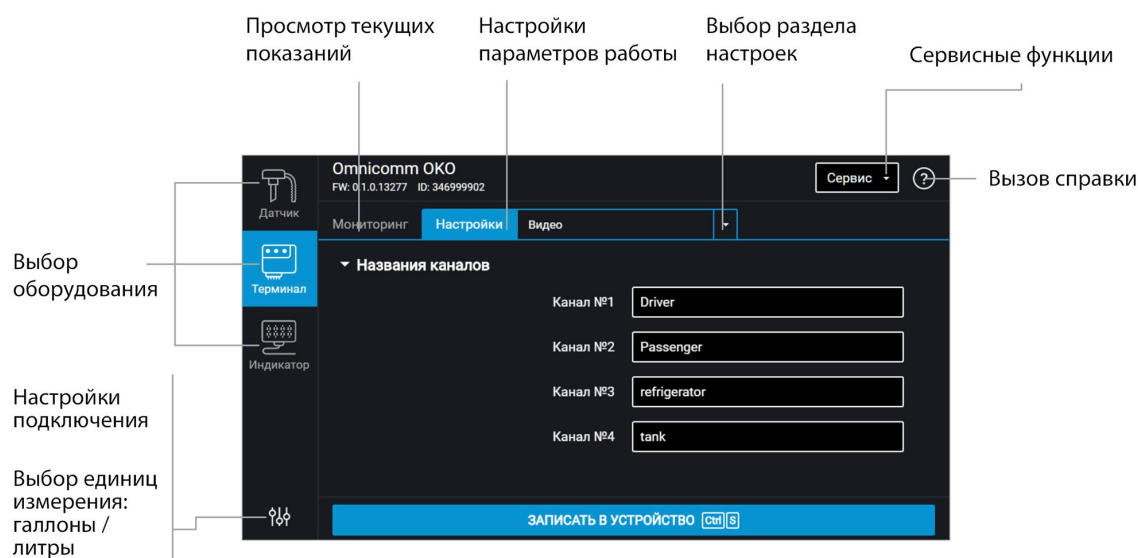 Просмотр текущих
показаний
Настройки
параметров работы
Выбор раздела
настроек
Сервисные функции
Omnicomm OKO
FW: 0.1.0.13277 ID: 346999902
Сервис
?
Вызов справки
Датчик
Мониторинг
Настройки
Видео
Выбор
оборудования
Терминал
Названия каналов
Канал №1 Driver
Канал №2 Passenger
Индикатор
Канал №3 refrigerator
Канал №4 tank
Настройки
подключения
Выбор единиц
измерения:
галлоны /
литры
ЗАПИСАТЬ В УСТРОЙСТВО Ctrl S